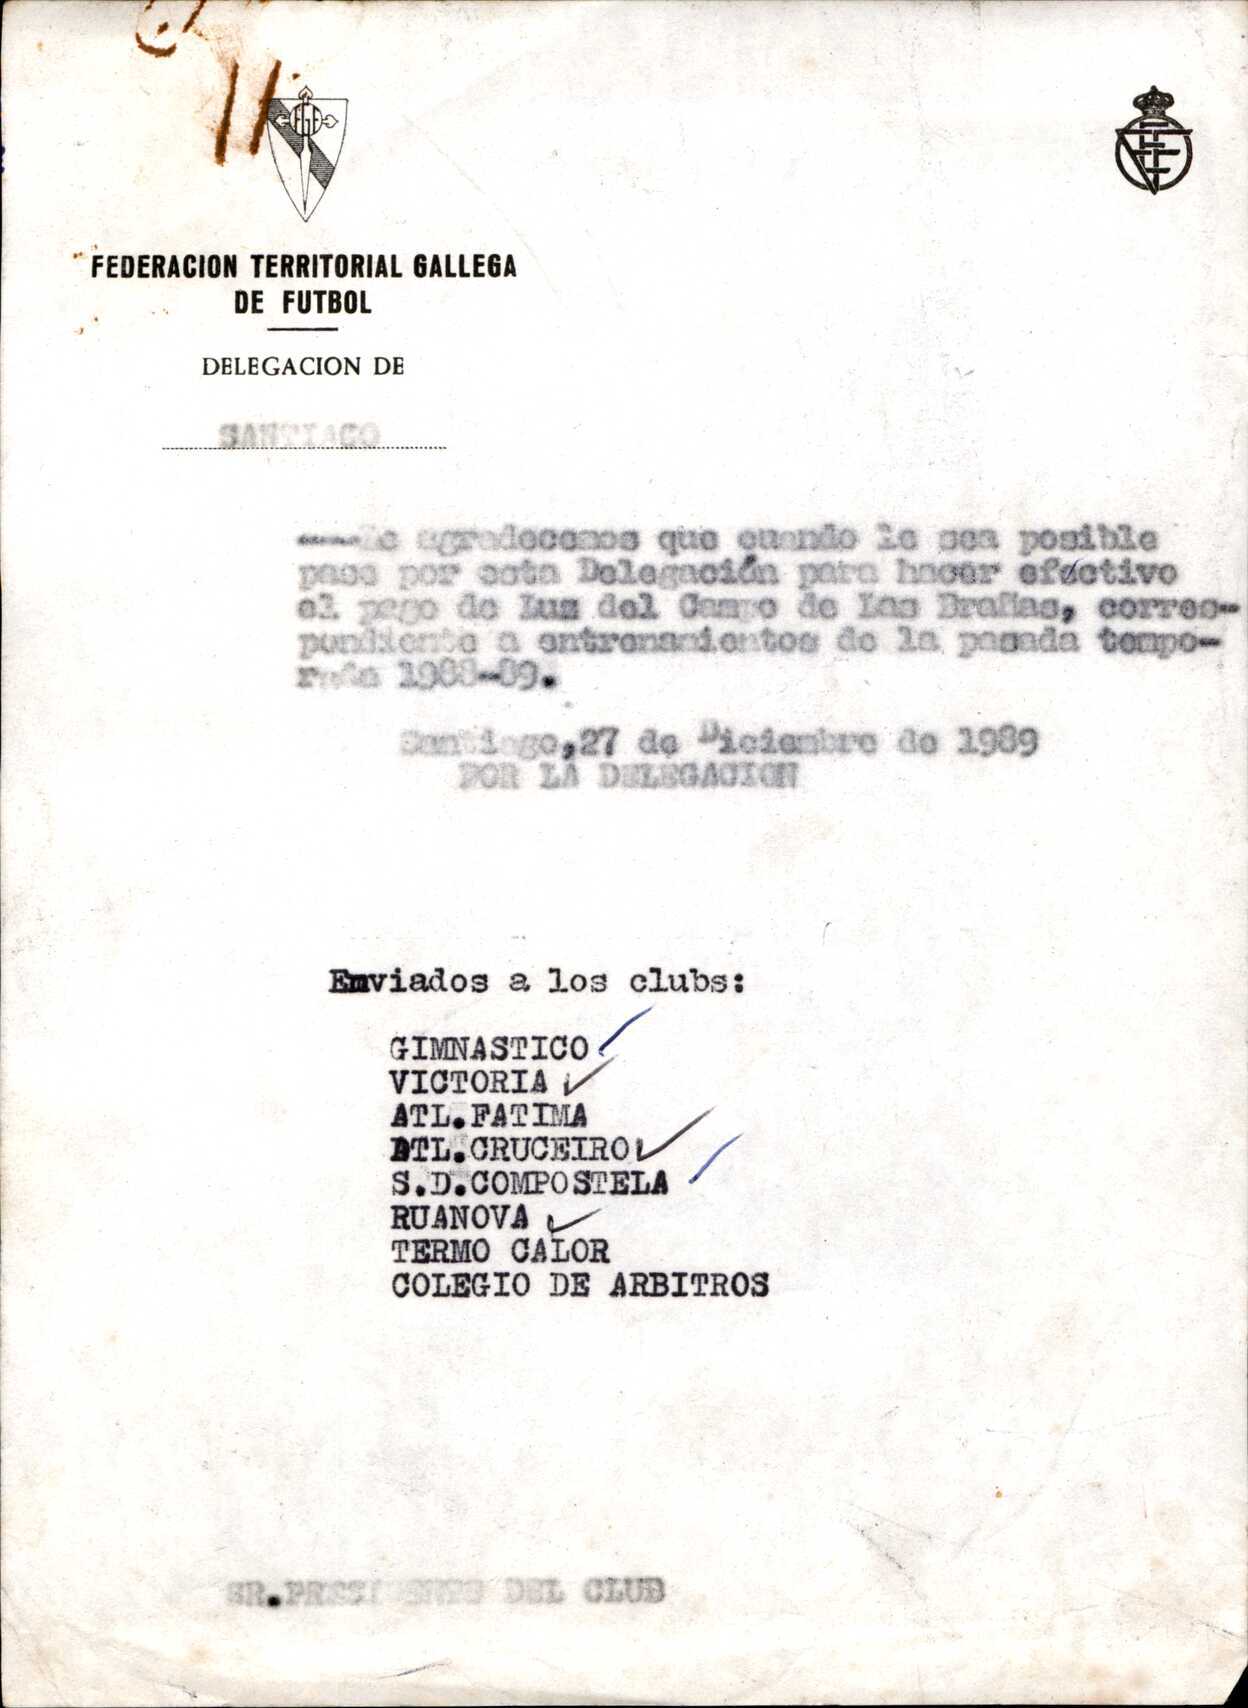 FGF
FEDERACION TERRITORIAL GALLEGA
DE FUTBOL
DELEGACION DE
SANTIAGO
----Le agradecemos que cuando le sea posible
pase por esta Delegación para hacer efectivo
el pago de Luz del Campo de Las Brañas, corres-
pondiente a entrenamientos de la pasada tempo-
rada 1988-89.
Santiago,27 de Diciembre de 1989
POR LA DELEGACION
Enviados a los clubs:
GIMNASTICO
VICTORIA
ATL.FATIMA
ATL.CRUCEIRO
S.D.COMPOSTELA
RUANOVA
TERMO CALOR
COLEGIO DE ARBITROS
SR.PRESIDENTE DEL CLUB